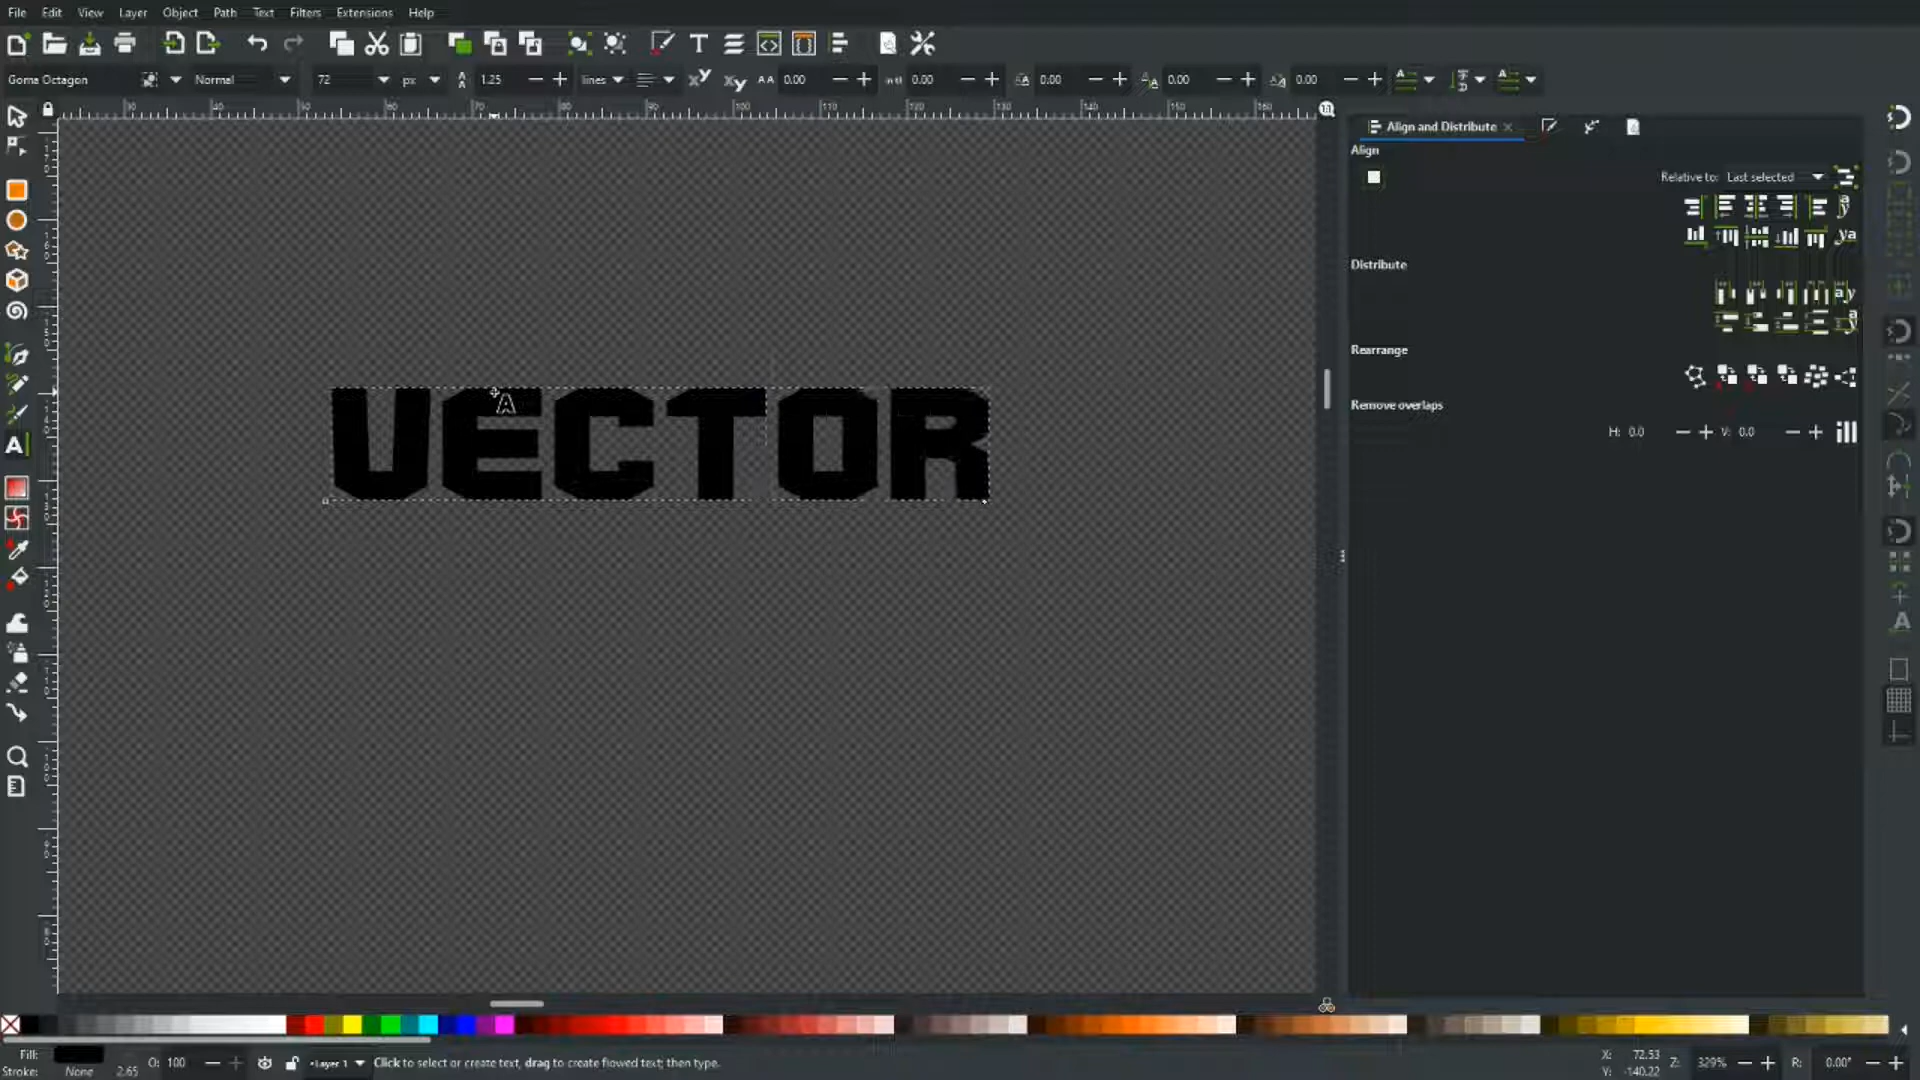 File Edit View Layer Object Path Text Filters Extensions Help
Goma Octagon Normal 72 px 1.25 lines 0.00 0.00 0.00 0.00 0.00
Align and Distribute
Align
Relative to: Last selected
Distribute
Rearrange
Remove overlaps
H: 0.0 V: 0.0
VECTOR
Fill: O: 100 Layer 1 Click to select or create text, drag to create flowed text; then type. X: 72.53 Z: 329% R: 0.00°
Stroke: None 2.65 Y: -140.22